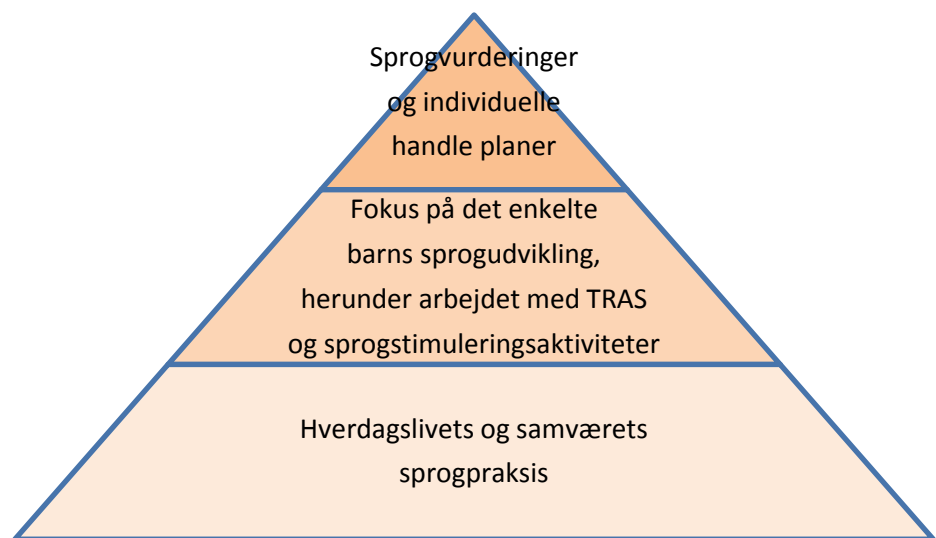 Sprogvurderinger
og individuelle
handle planer
Fokus på det enkelte
barns sprogudvikling,
herunder arbejdet med TRAS
og sprogstimuleringsaktiviteter
Hverdagslivets og samværets
sprogpraksis